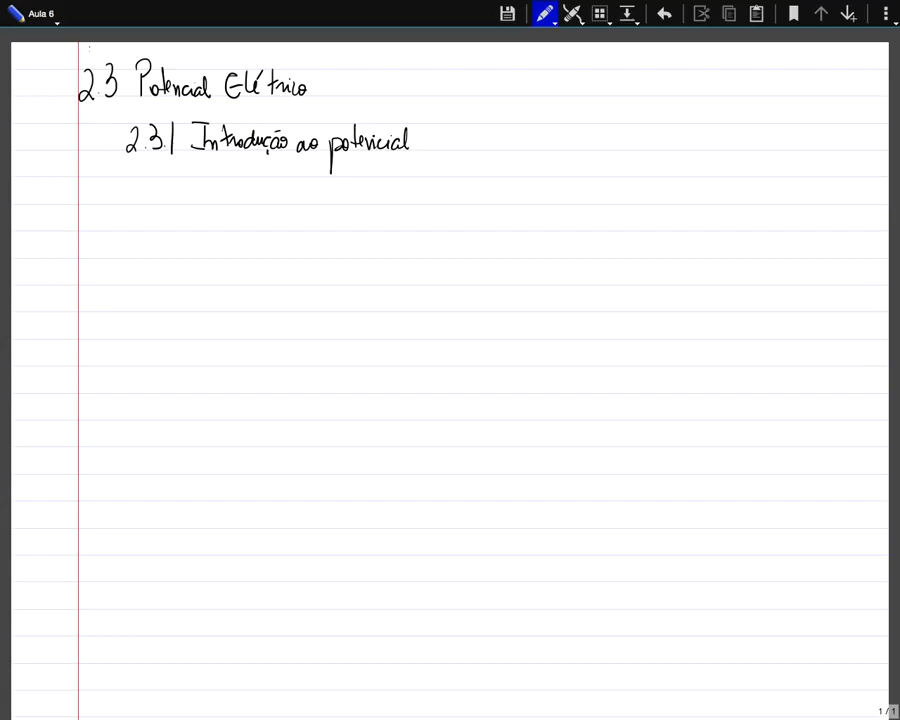 Aula 6
2.3 Potencial Elétrico
2.3.1 Introdução ao potencial
1 / 1